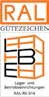 RAL
GÜTEZEICHEN
Lager- und
Betriebseinrichtungen
RAL-RG 614